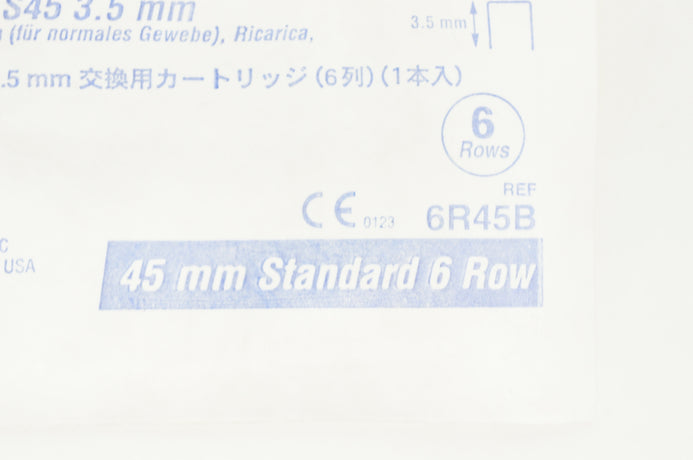 S45 3.5 mm
(für normales Gewebe), Ricarica,
3.5 mm
.5 mm 交換用カートリッジ(6列)(1本入)
6
Rows
REF
CE 0123 6R45B
C
USA
45 mm Standard 6 Row